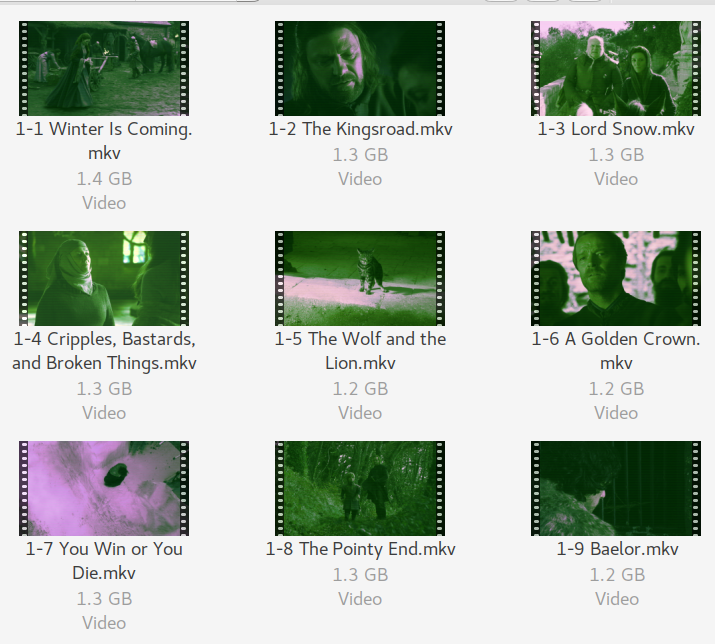 1-1 Winter Is Coming.
mkv
1.4 GB
Video
1-2 The Kingsroad.mkv
1.3 GB
Video
1-3 Lord Snow.mkv
1.3 GB
Video
1-4 Cripples, Bastards,
and Broken Things.mkv
1.3 GB
Video
1-5 The Wolf and the
Lion.mkv
1.2 GB
Video
1-6 A Golden Crown.
mkv
1.2 GB
Video
1-7 You Win or You
Die.mkv
1.3 GB
Video
1-8 The Pointy End.mkv
1.3 GB
Video
1-9 Baelor.mkv
1.2 GB
Video